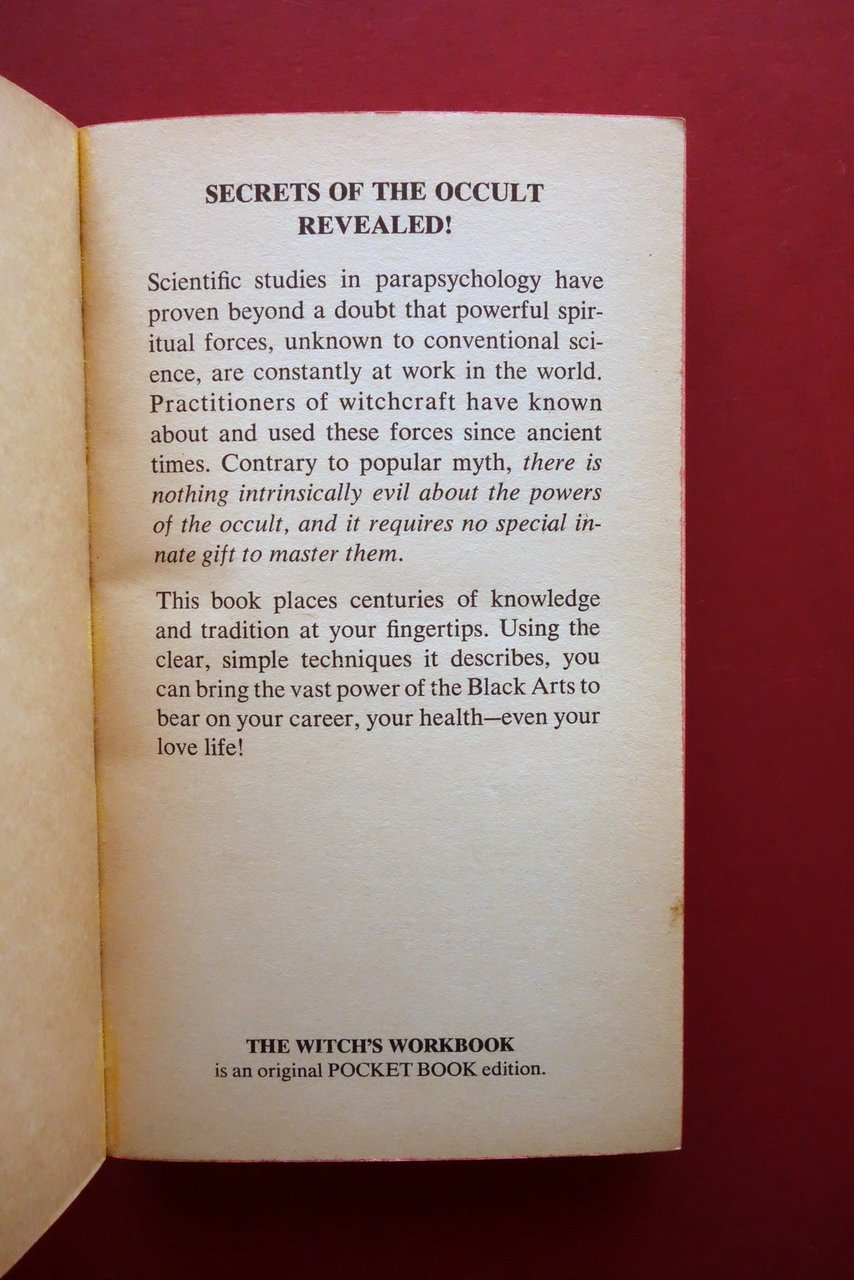 SECRETS OF THE OCCULT
REVEALED!
Scientific studies in parapsychology have
proven beyond a doubt that powerful spir-
itual forces, unknown to conventional sci-
ence, are constantly at work in the world.
Practitioners of witchcraft have known
about and used these forces since ancient
times. Contrary to popular myth, there is
nothing intrinsically evil about the powers
of the occult, and it requires no special in-
nate gift to master them.
This book places centuries of knowledge
and tradition at your fingertips. Using the
clear, simple techniques it describes, you
can bring the vast power of the Black Arts to
bear on your career, your health—even your
love life!
THE WITCH'S WORKBOOK
is an original POCKET BOOK edition.